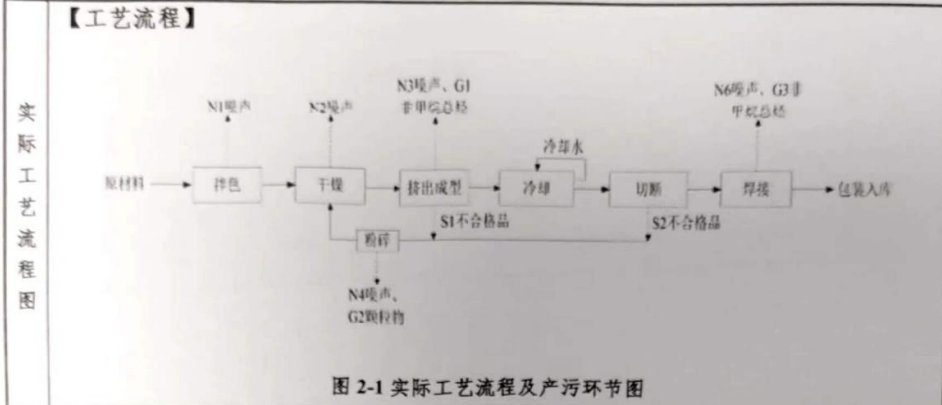 【工艺流程】
实际工艺流程图
N1噪声
N2噪声
N3噪声、G1
非甲烷总烃
N6噪声、G3非
甲烷总烃
冷却水
原材料
拌色
干燥
挤出成型
冷却
切断
焊接
包装入库
S1不合格品
S2不合格品
粉碎
N4噪声、
G2颗粒物
图 2-1 实际工艺流程及产污环节图